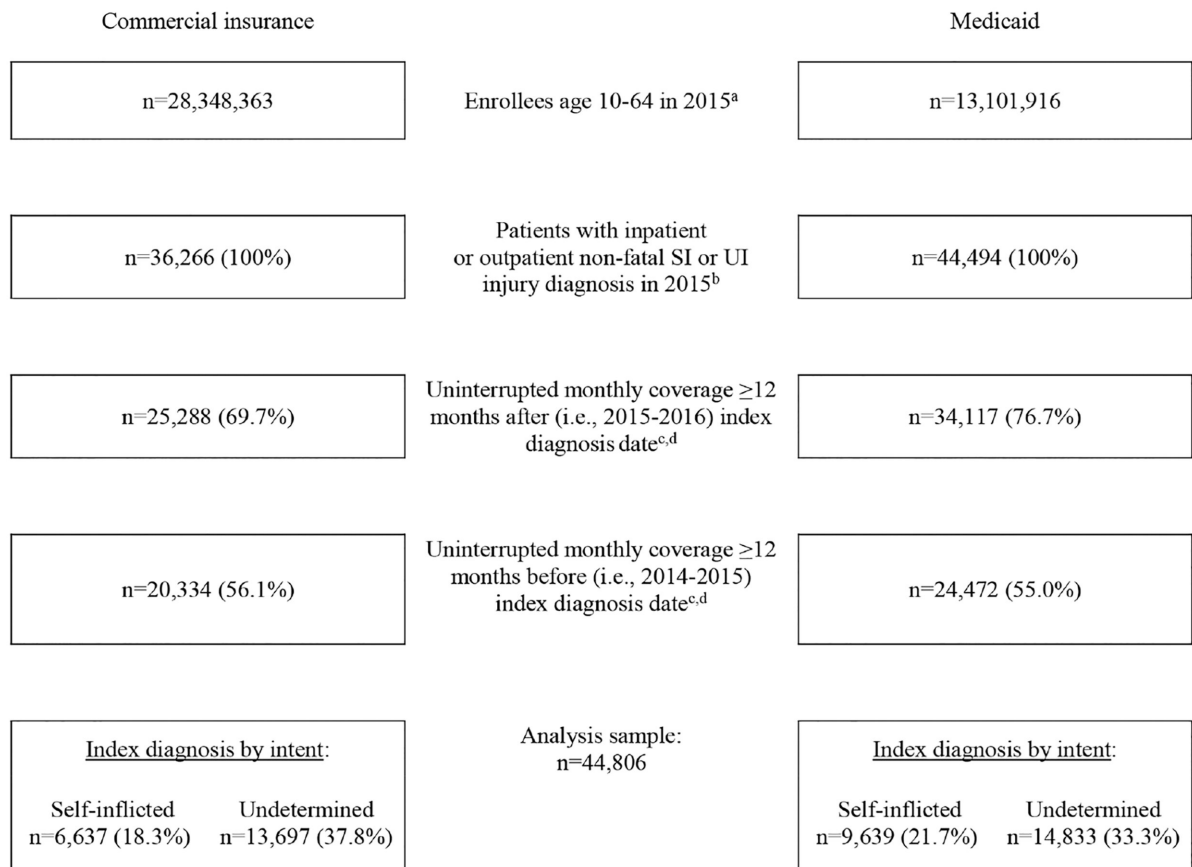 Commercial insurance
Medicaid
n=28,348,363
Enrollees age 10-64 in 2015ᵃ
n=13,101,916
n=36,266 (100%)
Patients with inpatient
or outpatient non-fatal SI or UI
injury diagnosis in 2015ᵇ
n=44,494 (100%)
n=25,288 (69.7%)
Uninterrupted monthly coverage ≥12
months after (i.e., 2015-2016) index
diagnosis dateᶜ,ᵈ
n=34,117 (76.7%)
n=20,334 (56.1%)
Uninterrupted monthly coverage ≥12
months before (i.e., 2014-2015)
index diagnosis dateᶜ,ᵈ
n=24,472 (55.0%)
Index diagnosis by intent:
Self-inflicted Undetermined
n=6,637 (18.3%) n=13,697 (37.8%)
Analysis sample:
n=44,806
Index diagnosis by intent:
Self-inflicted Undetermined
n=9,639 (21.7%) n=14,833 (33.3%)